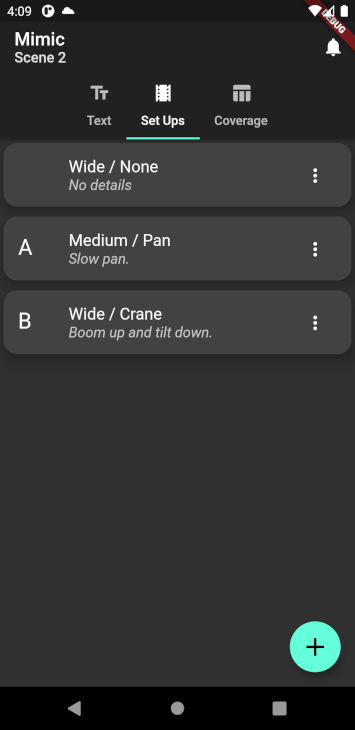 4:09
DEBUG
Mimic
Scene 2
Text
Set Ups
Coverage
Wide / None
No details
A
Medium / Pan
Slow pan.
B
Wide / Crane
Boom up and tilt down.